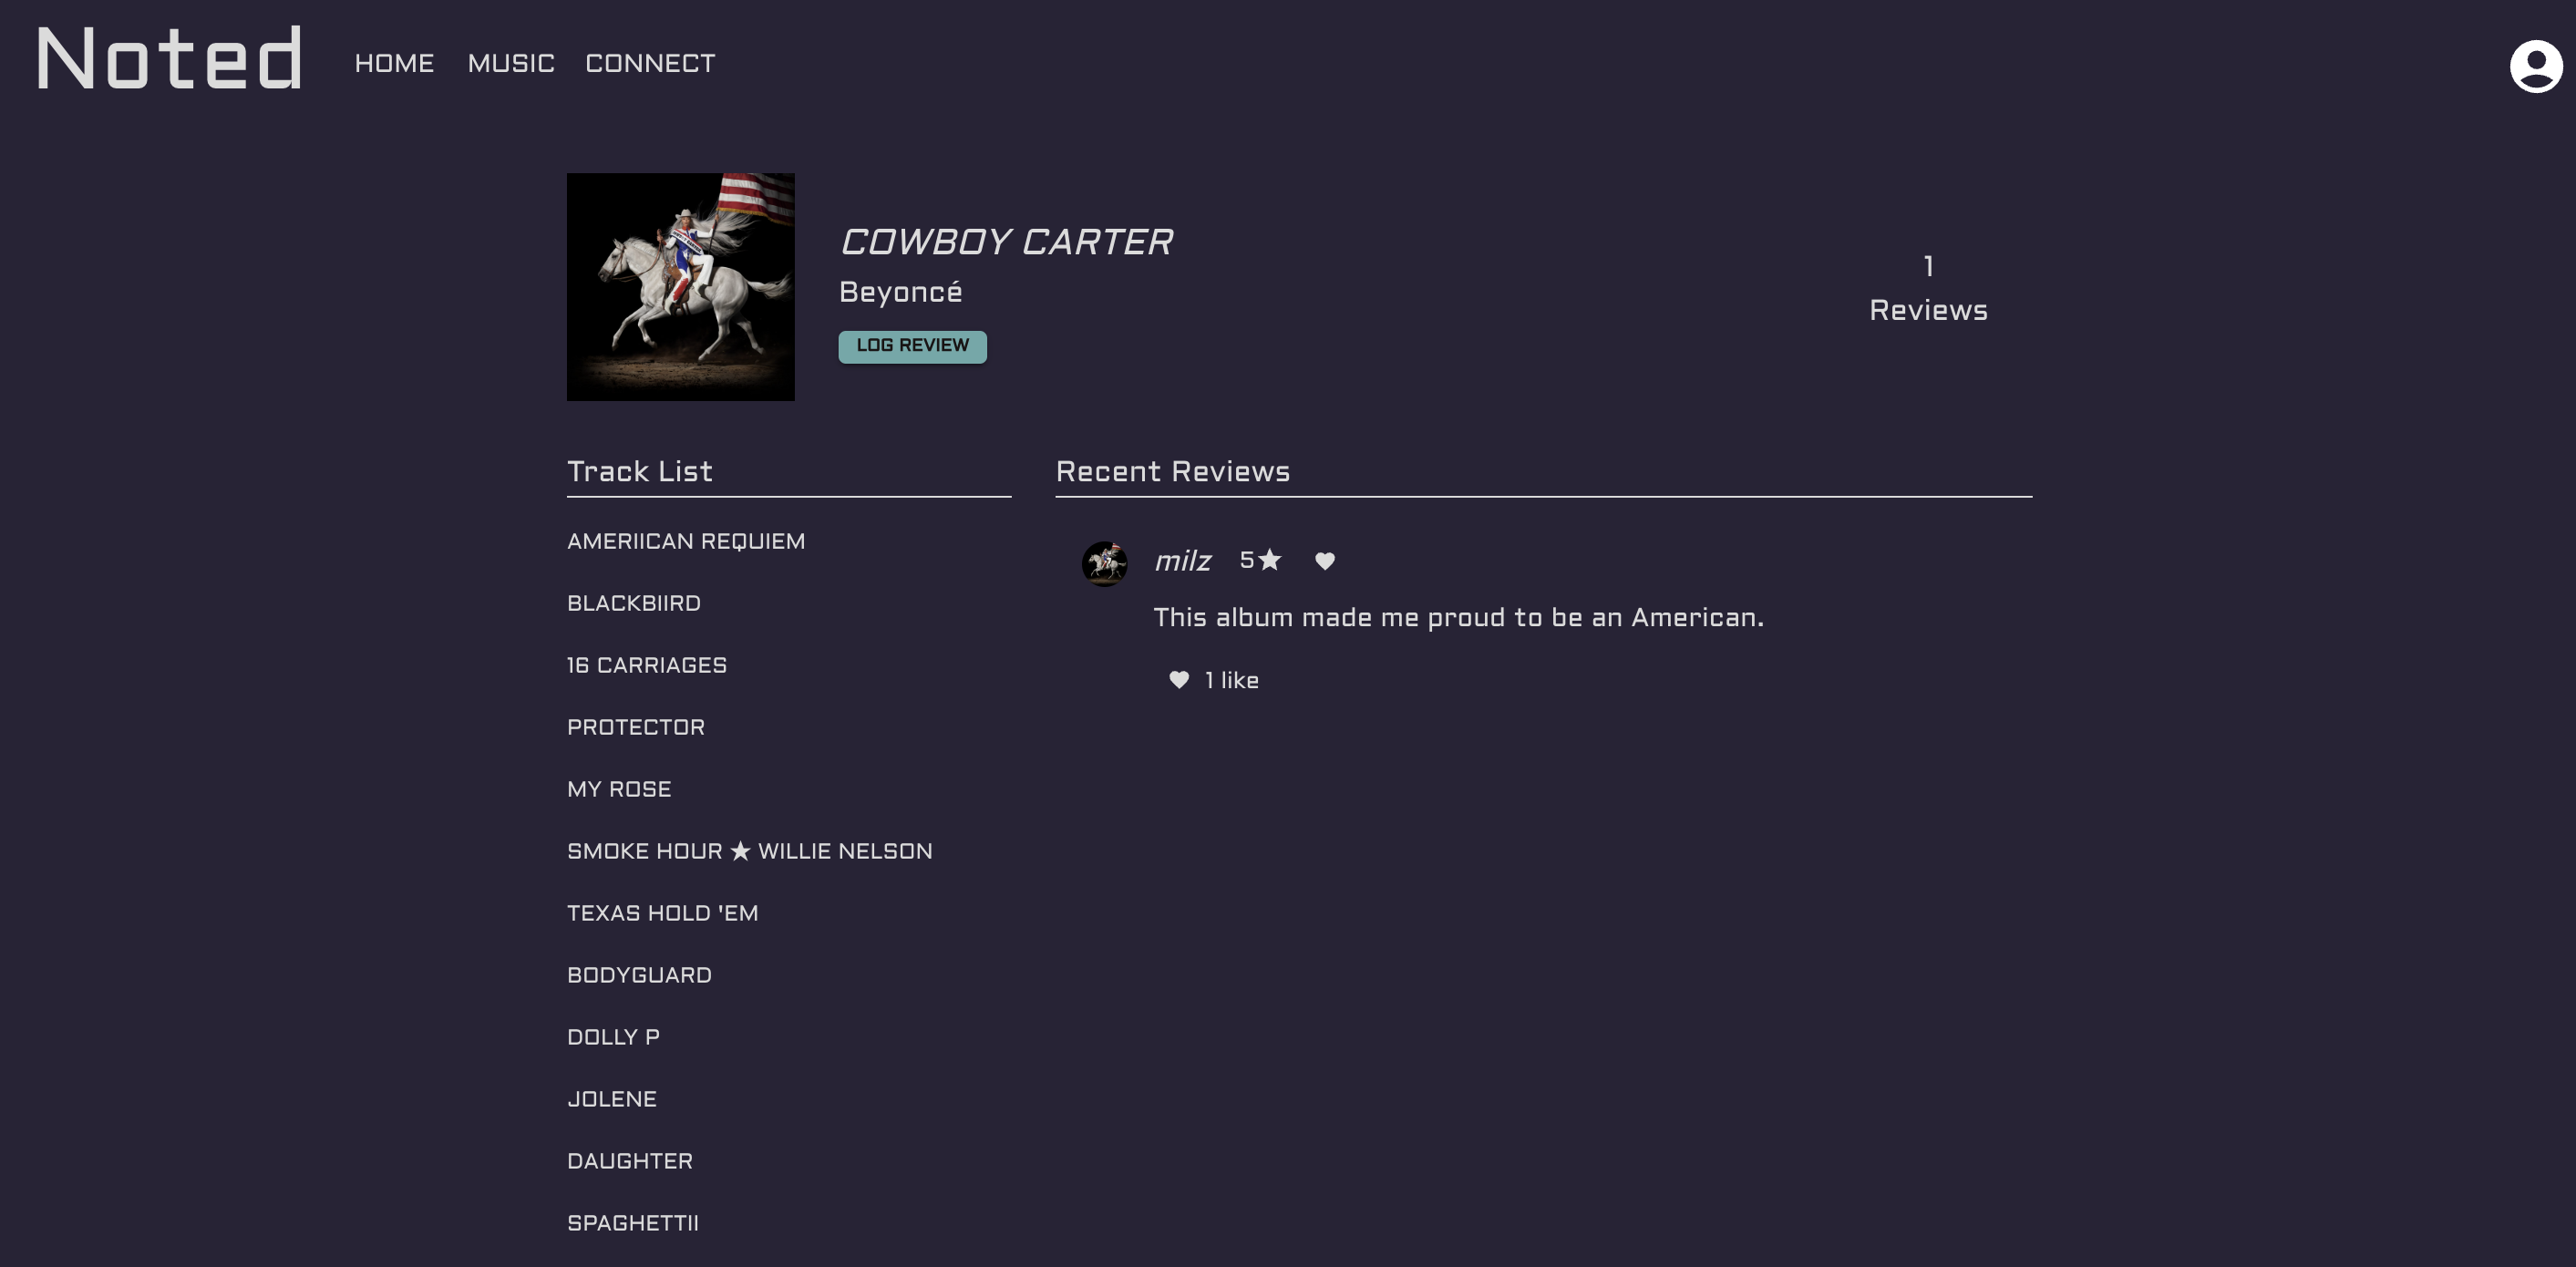 Noted
HOME MUSIC CONNECT
COWBOY CARTER
Beyoncé
LOG REVIEW
1
Reviews
Track List
AMERIICAN REQUIEM
BLACKBIIRD
16 CARRIAGES
PROTECTOR
MY ROSE
SMOKE HOUR ★ WILLIE NELSON
TEXAS HOLD 'EM
BODYGUARD
DOLLY P
JOLENE
DAUGHTER
SPAGHETTII
Recent Reviews
milz 5★
This album made me proud to be an American.
1 like